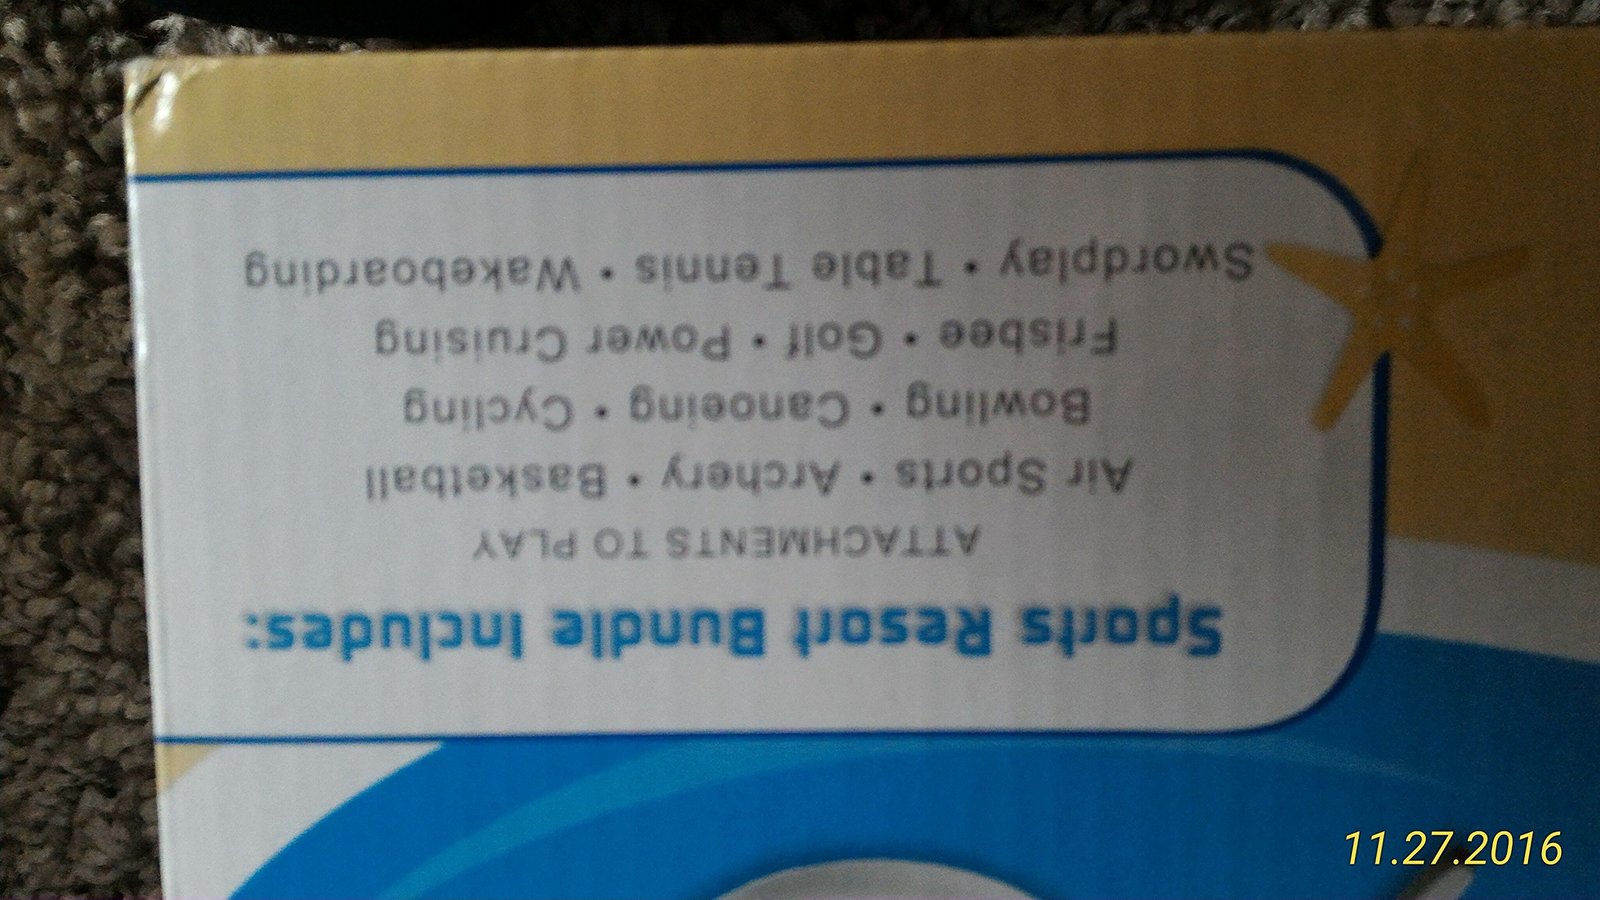 Sports Resort Bundle Includes:
ATTACHMENTS TO PLAY
Air Sports • Archery • Basketball
Bowling • Canoeing • Cycling
Frisbee • Golf • Power Cruising
Swordplay • Table Tennis • Wakeboarding
11.27.2016